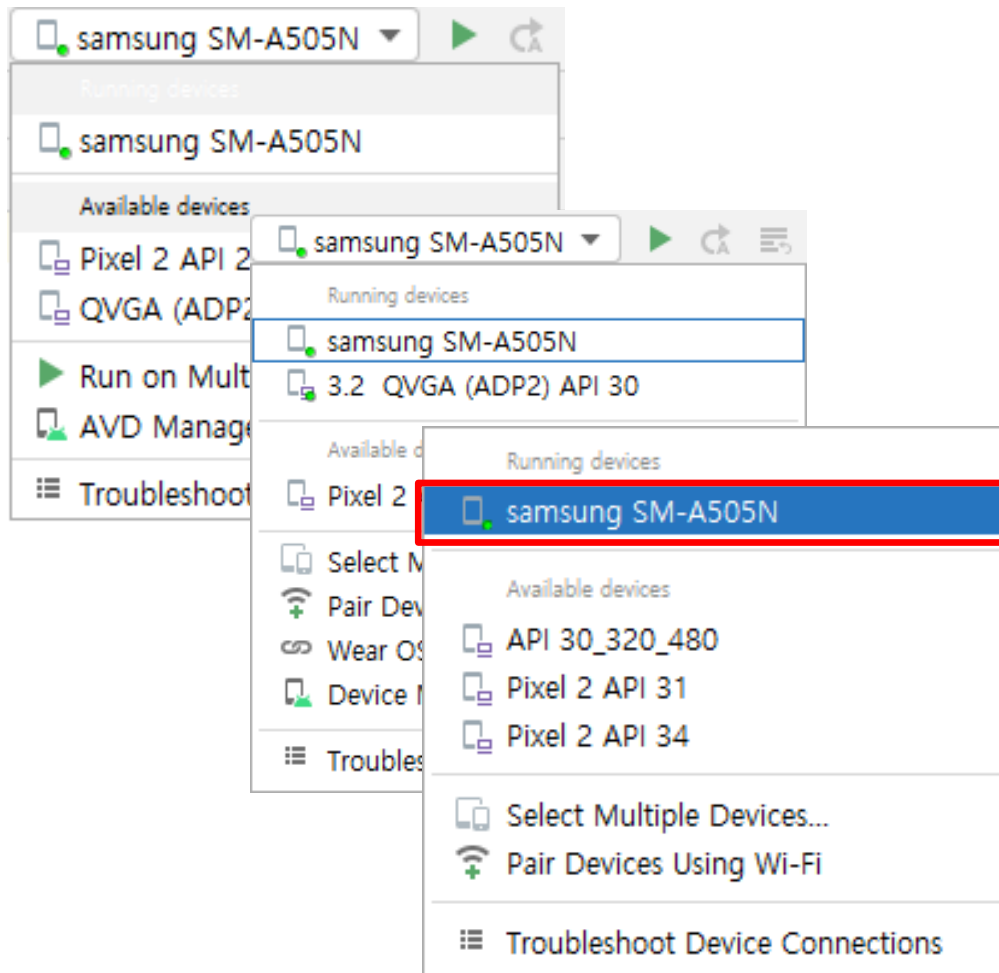 samsung SM-A505N
Running devices
samsung SM-A505N
Available devices
Pixel 2 API 2
QVGA (ADP2
Run on Mult
AVD Manage
Troubleshoot
samsung SM-A505N
Running devices
samsung SM-A505N
3.2 QVGA (ADP2) API 30
Available d
Pixel 2
Select M
Pair Dev
Wear OS
Device M
Troubles
Running devices
samsung SM-A505N
Available devices
API 30_320_480
Pixel 2 API 31
Pixel 2 API 34
Select Multiple Devices...
Pair Devices Using Wi-Fi
Troubleshoot Device Connections